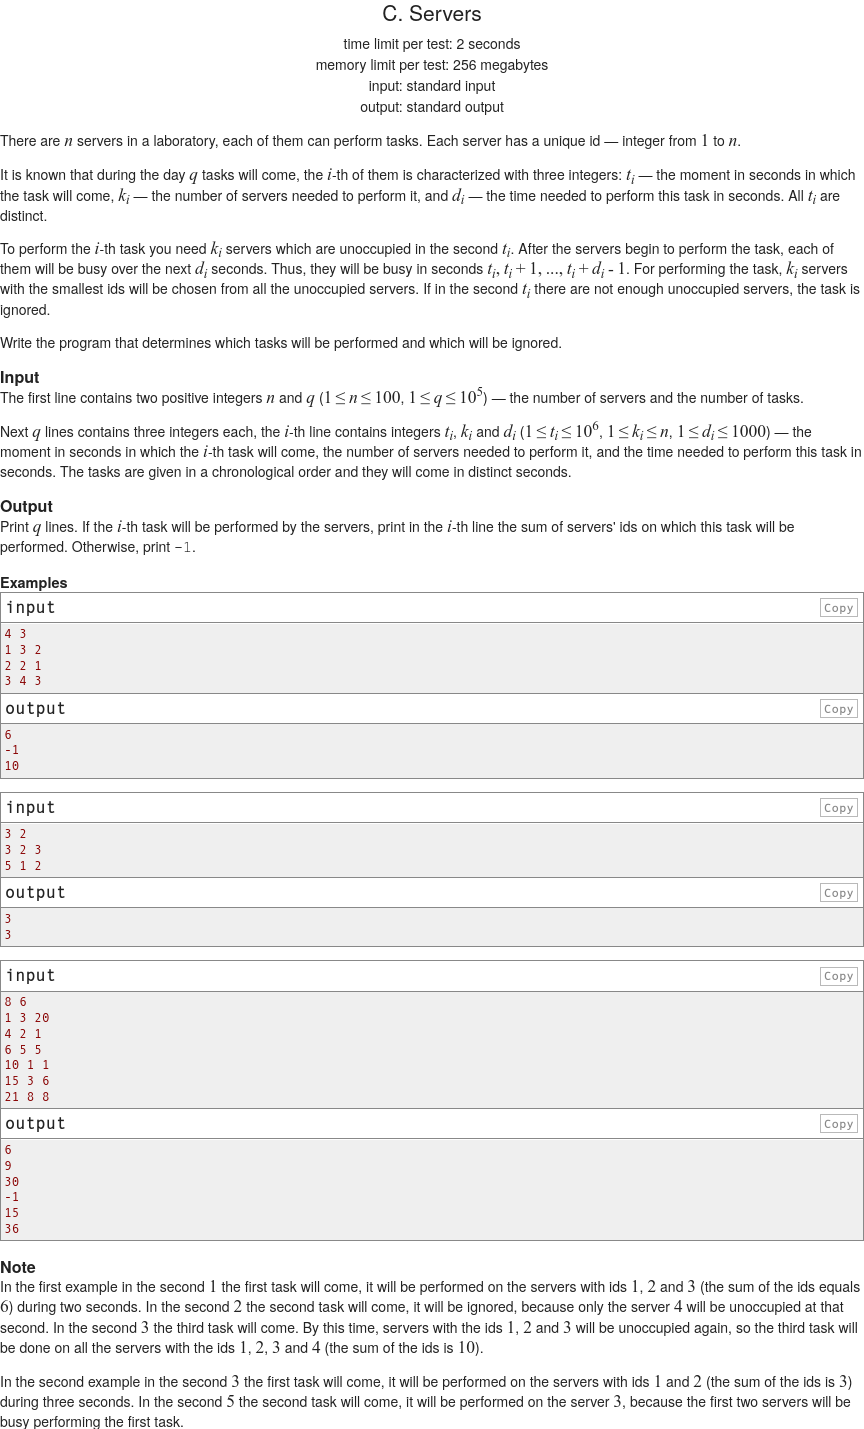 C. Servers
time limit per test: 2 seconds
memory limit per test: 256 megabytes
input: standard input
output: standard output
There are n servers in a laboratory, each of them can perform tasks. Each server has a unique id — integer from 1 to n.
It is known that during the day q tasks will come, the i-th of them is characterized with three integers: t_i — the moment in seconds in which
the task will come, k_i — the number of servers needed to perform it, and d_i — the time needed to perform this task in seconds. All t_i are
distinct.
To perform the i-th task you need k_i servers which are unoccupied in the second t_i. After the servers begin to perform the task, each of
them will be busy over the next d_i seconds. Thus, they will be busy in seconds t_i, t_i + 1, ..., t_i + d_i - 1. For performing the task, k_i servers
with the smallest ids will be chosen from all the unoccupied servers. If in the second t_i there are not enough unoccupied servers, the task is
ignored.
Write the program that determines which tasks will be performed and which will be ignored.
Input
The first line contains two positive integers n and q (1 ≤ n ≤ 100, 1 ≤ q ≤ 10^5) — the number of servers and the number of tasks.
Next q lines contains three integers each, the i-th line contains integers t_i, k_i and d_i (1 ≤ t_i ≤ 10^6, 1 ≤ k_i ≤ n, 1 ≤ d_i ≤ 1000) — the
moment in seconds in which the i-th task will come, the number of servers needed to perform it, and the time needed to perform this task in
seconds. The tasks are given in a chronological order and they will come in distinct seconds.
Output
Print q lines. If the i-th task will be performed by the servers, print in the i-th line the sum of servers' ids on which this task will be
performed. Otherwise, print -1.
Examples
input Copy
4 3
1 3 2
2 2 1
3 4 3
output Copy
6
-1
10
input Copy
3 2
3 2 3
5 1 2
output Copy
3
3
input Copy
8 6
1 3 20
4 2 1
6 5 5
10 1 1
15 3 6
21 8 8
output Copy
6
9
30
-1
15
36
Note
In the first example in the second 1 the first task will come, it will be performed on the servers with ids 1, 2 and 3 (the sum of the ids equals
6) during two seconds. In the second 2 the second task will come, it will be ignored, because only the server 4 will be unoccupied at that
second. In the second 3 the third task will come. By this time, servers with the ids 1, 2 and 3 will be unoccupied again, so the third task will
be done on all the servers with the ids 1, 2, 3 and 4 (the sum of the ids is 10).
In the second example in the second 3 the first task will come, it will be performed on the servers with ids 1 and 2 (the sum of the ids is 3)
during three seconds. In the second 5 the second task will come, it will be performed on the server 3, because the first two servers will be
busy performing the first task.